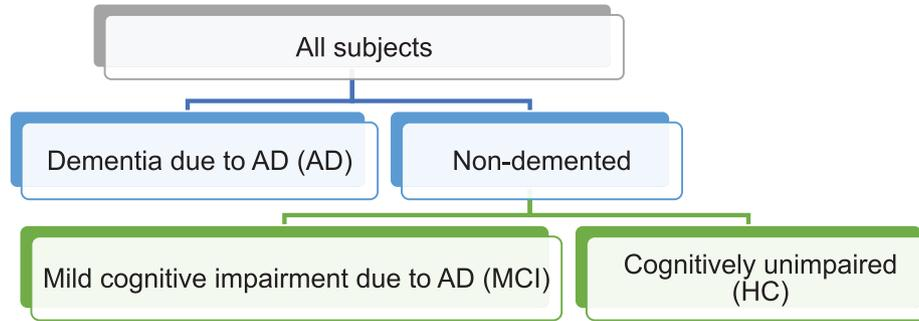 All subjects
Dementia due to AD (AD)
Non-demented
Mild cognitive impairment due to AD (MCI)
Cognitively unimpaired
(HC)